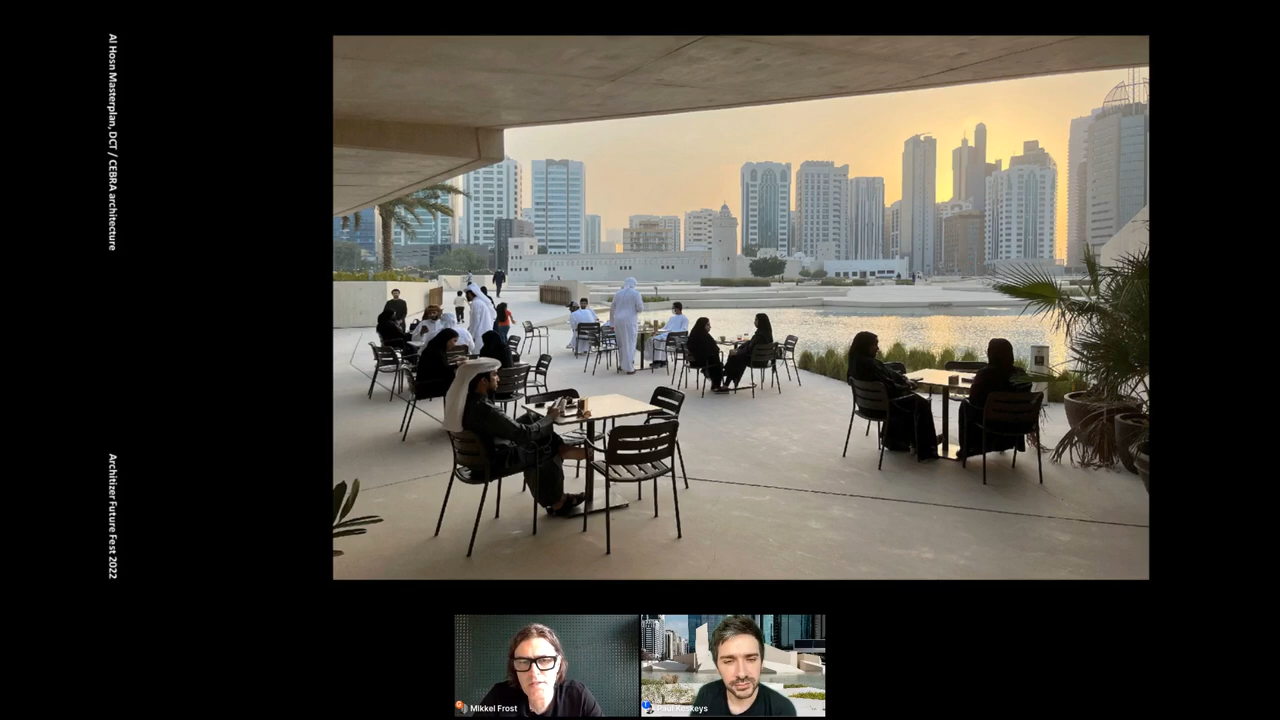 Al Hosn Masterplan, DCT / CEBRA architecture
Architizer Future Fest 2022
Mikkel Frost
Paul Keskeys